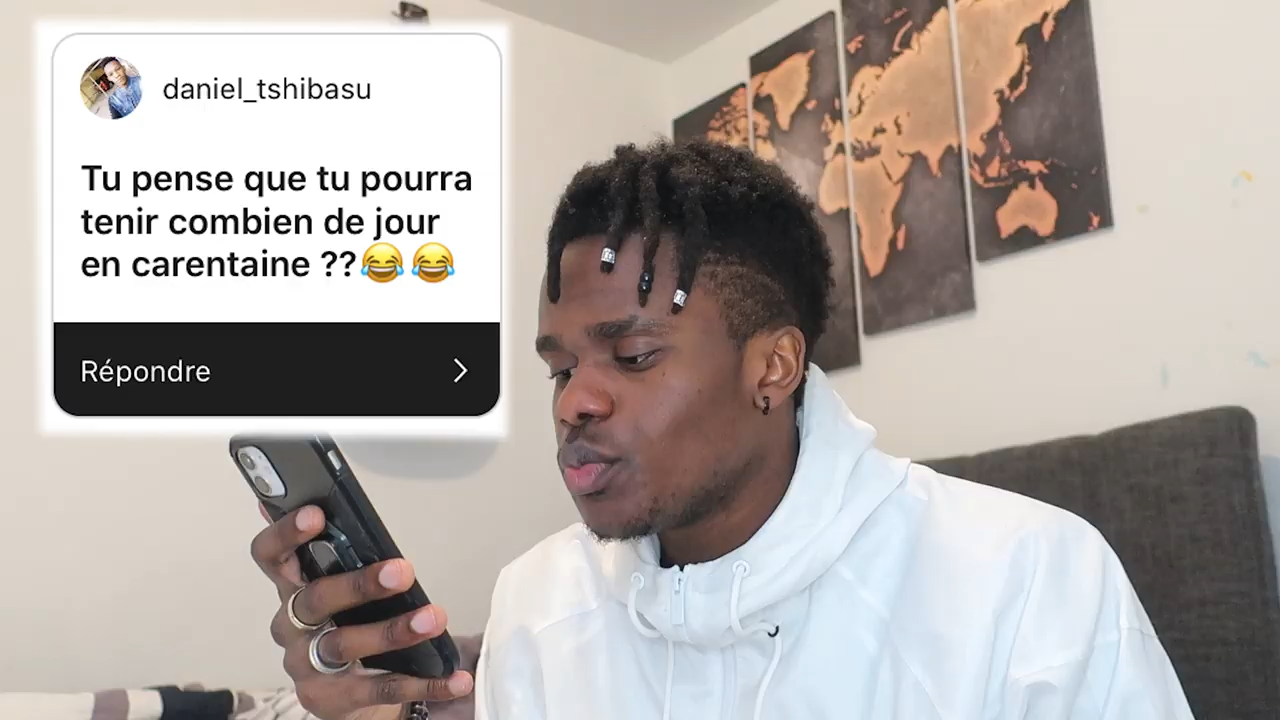 daniel_tshibasu
Tu pense que tu pourra
tenir combien de jour
en carentaine ??😂😂
Répondre